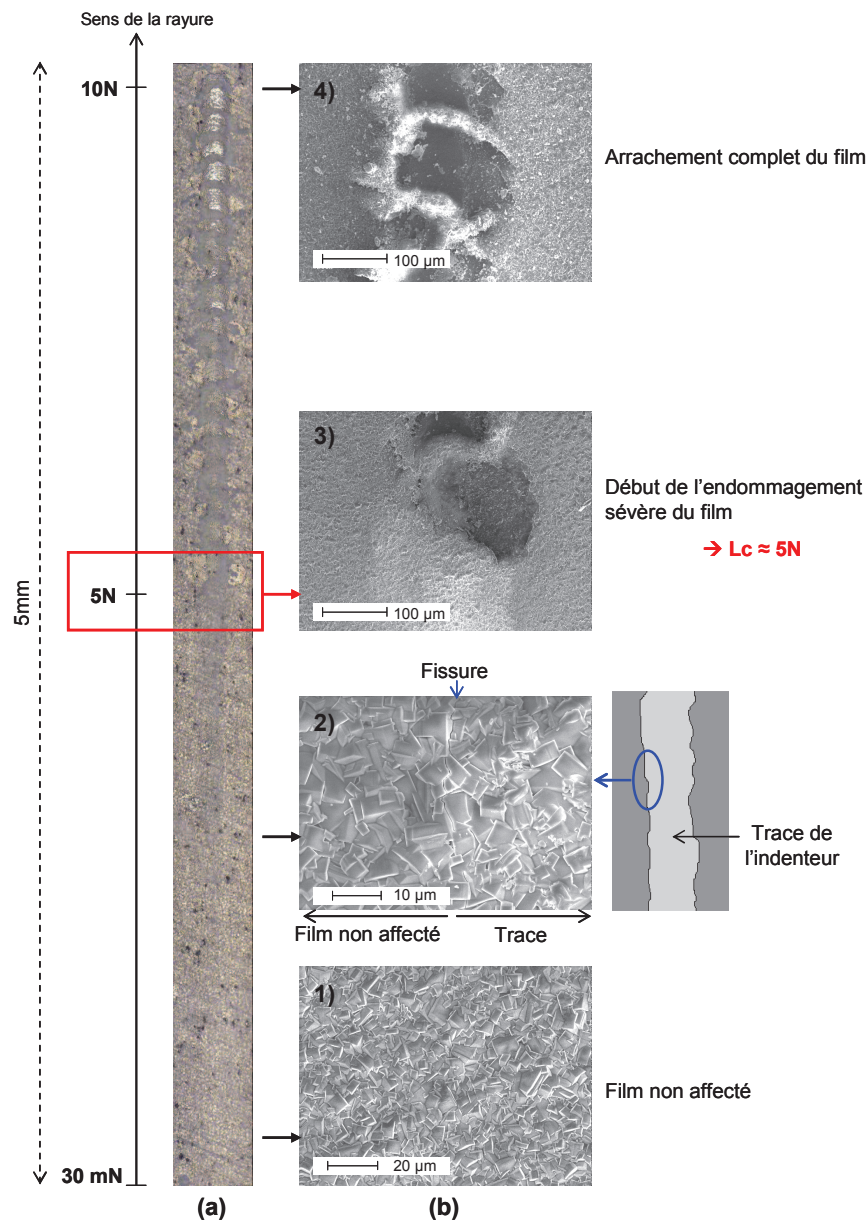 Sens de la rayure
10N
4)
100 µm
Arrachement complet du film
3)
100 µm
Début de l'endommagement
sévère du film
→ Lc ≈ 5N
5mm
5N
Fissure
2)
10 µm
Film non affecté
Trace
Trace de
l'indenteur
1)
20 µm
Film non affecté
30 mN
(a)
(b)